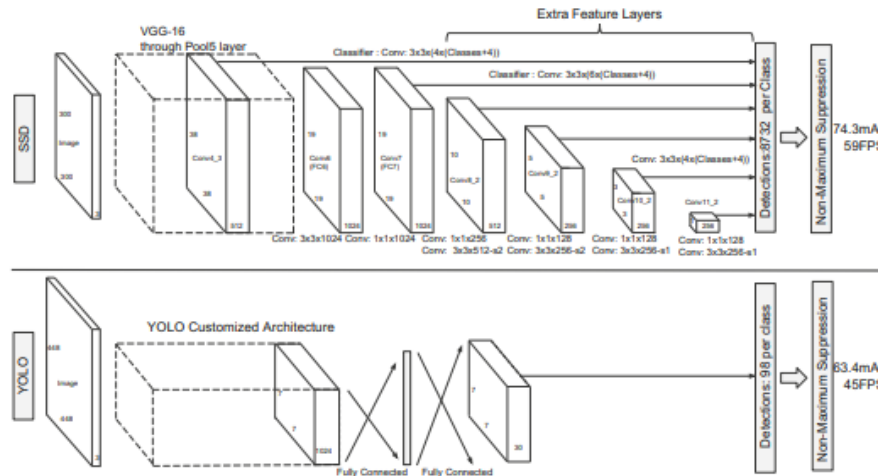 Extra Feature Layers
VGG-16
through Pool5 layer
Classifier : Conv: 3x3x(4x(Classes+4))
Classifier : Conv: 3x3x(6x(Classes+4))
SSD
300
Image
300
3
38
Conv4_3
38
512
19
Conv6
(FC6)
19
1024
19
Conv7
(FC7)
19
1024
10
Conv8_2
10
512
5
Conv9_2
5
256
Conv: 3x3x(4x(Classes+4))
3
Conv10_2
3
256
Conv11_2
256
Detections:8732 per Class
Non-Maximum Suppression
74.3mA
59FPS
Conv: 3x3x1024
Conv: 1x1x1024
Conv: 1x1x256
Conv: 3x3x512-s2
Conv: 1x1x128
Conv: 3x3x256-s2
Conv: 1x1x128
Conv: 3x3x256-s1
Conv: 1x1x128
Conv: 3x3x256-s1
YOLO Customized Architecture
YOLO
448
Image
448
3
7
7
1024
Fully Connected
Fully Connected
7
7
30
Detections: 98 per class
Non-Maximum Suppression
63.4mA
45FPS